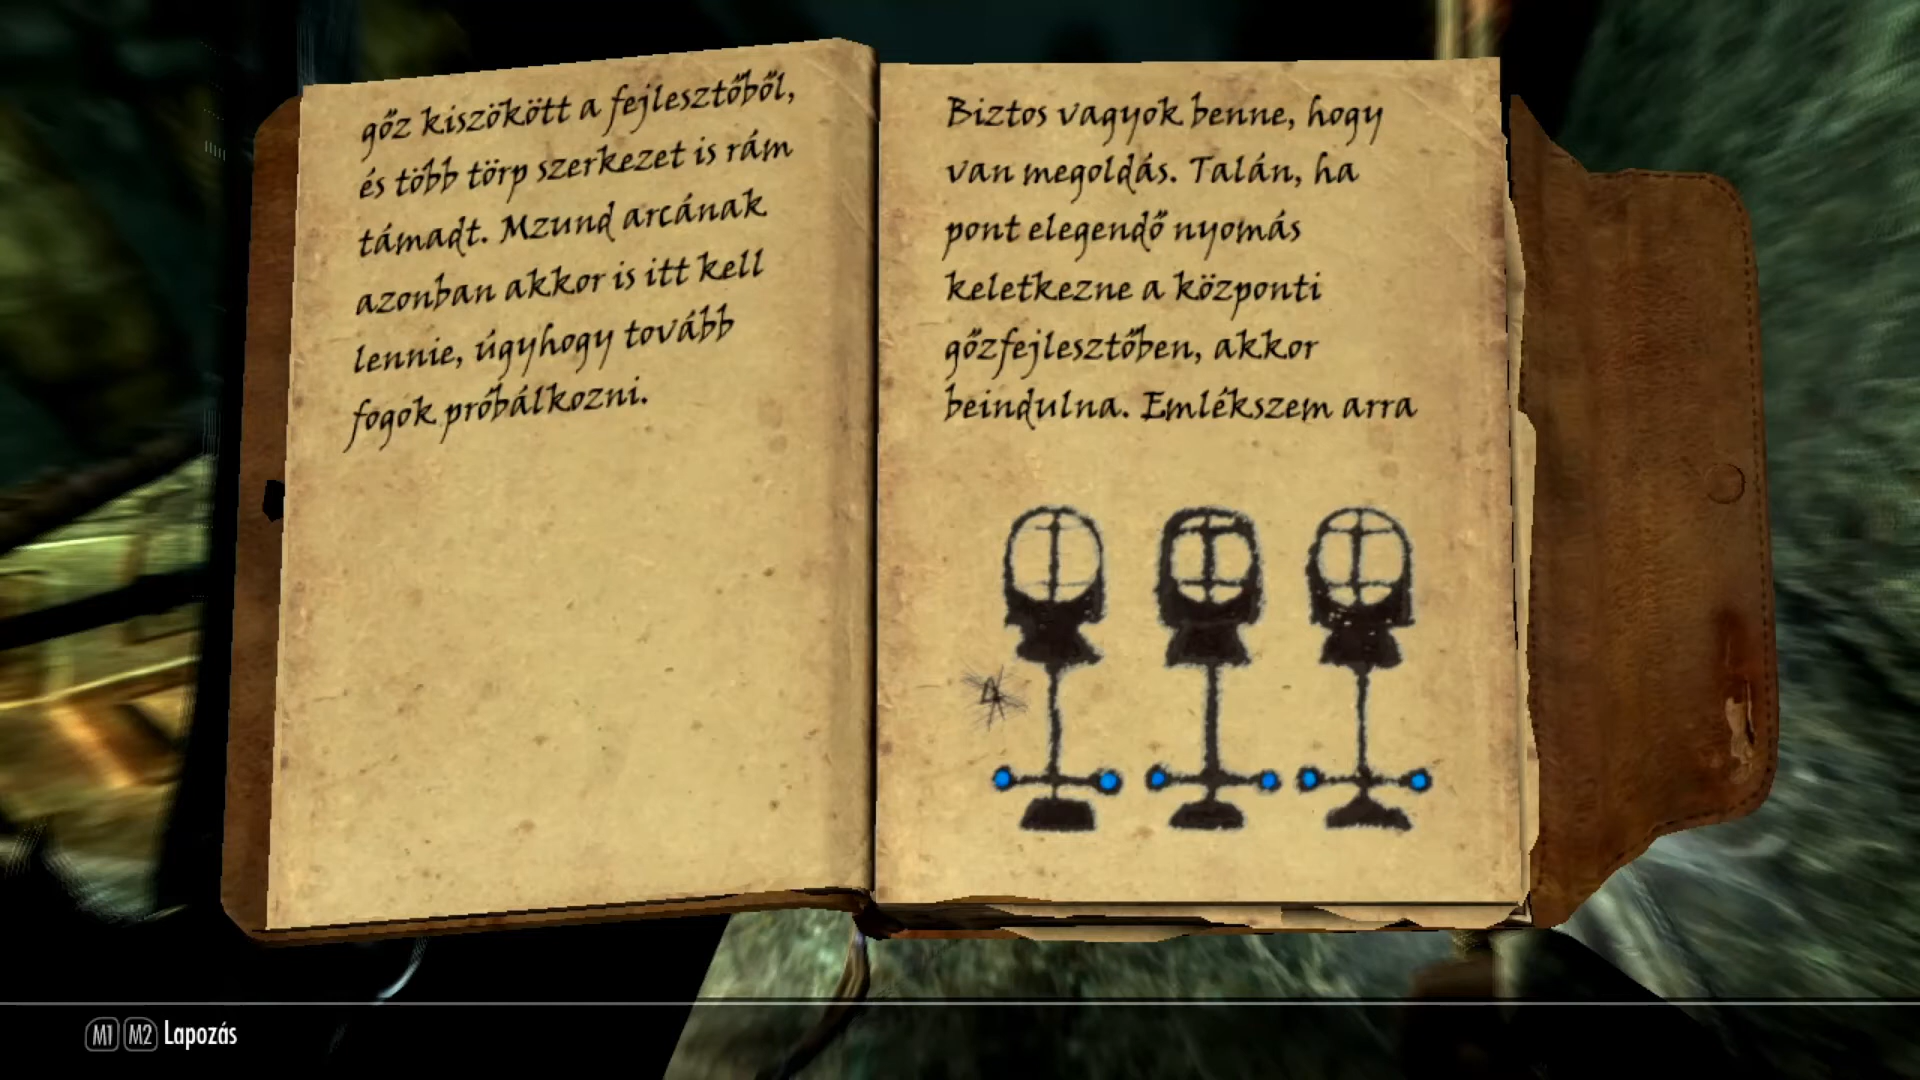 gőz kiszökött a fejlesztőből,
és több törp szerkezet is rám
támadt. Mzund arcának
azonban akkor is itt kell
lennie, úgyhogy tovább
fogok próbálkozni.
Biztos vagyok benne, hogy
van megoldás. Talán, ha
pont elegendő nyomás
keletkezne a központi
gőzfejlesztőben, akkor
beindulna. Emlékszem arra
4
M1 M2 Lapozás